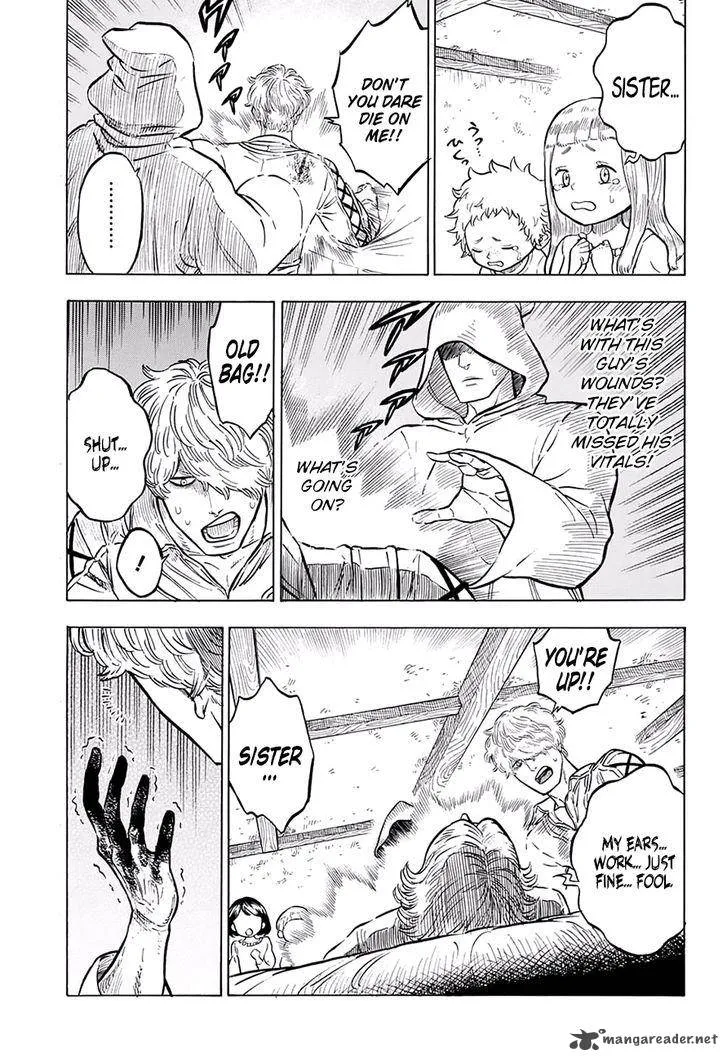 SISTER...
DON'T
YOU DARE
DIE ON
ME!!
.........
WHAT'S
WITH THIS
GUY'S
WOUNDS?
THEY'VE
TOTALLY
MISSED HIS
VITALS!
WHAT'S
GOING
ON?
OLD
BAG!!
SHUT...
UP...
!
YOU'RE
UP!!
MY EARS...
WORK... JUST
FINE... FOOL.
SISTER
...
mangareader.net